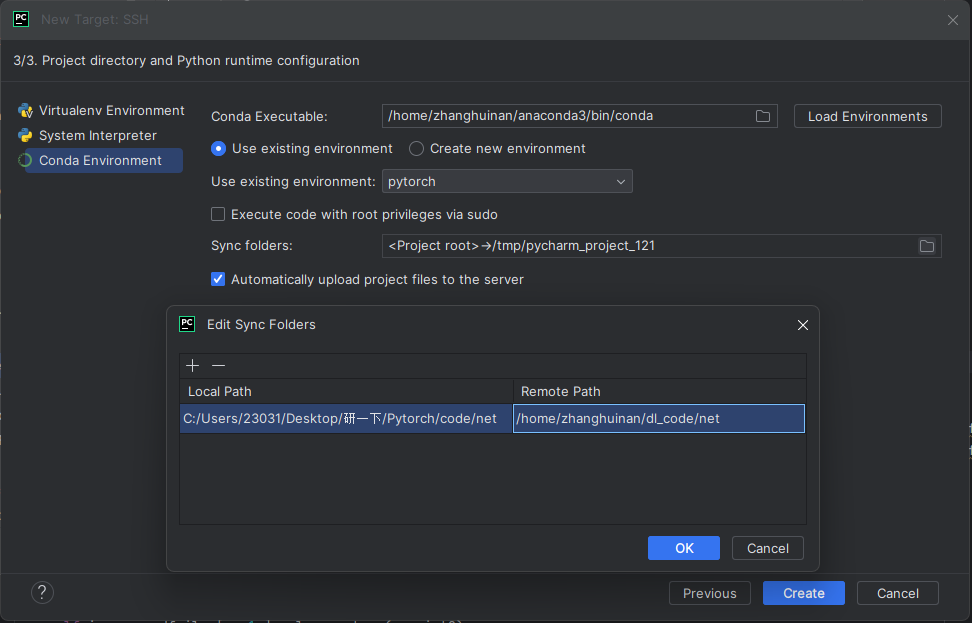 PC New Target: SSH
3/3. Project directory and Python runtime configuration
Virtualenv Environment
System Interpreter
Conda Environment
Conda Executable: /home/zhanghuinan/anaconda3/bin/conda Load Environments
Use existing environment Create new environment
Use existing environment: pytorch
Execute code with root privileges via sudo
Sync folders: <Project root>→/tmp/pycharm_project_121
Automatically upload project files to the server
PC Edit Sync Folders
Local Path Remote Path
C:/Users/23031/Desktop/研一下/Pytorch/code/net /home/zhanghuinan/dl_code/net
OK Cancel
? Previous Create Cancel